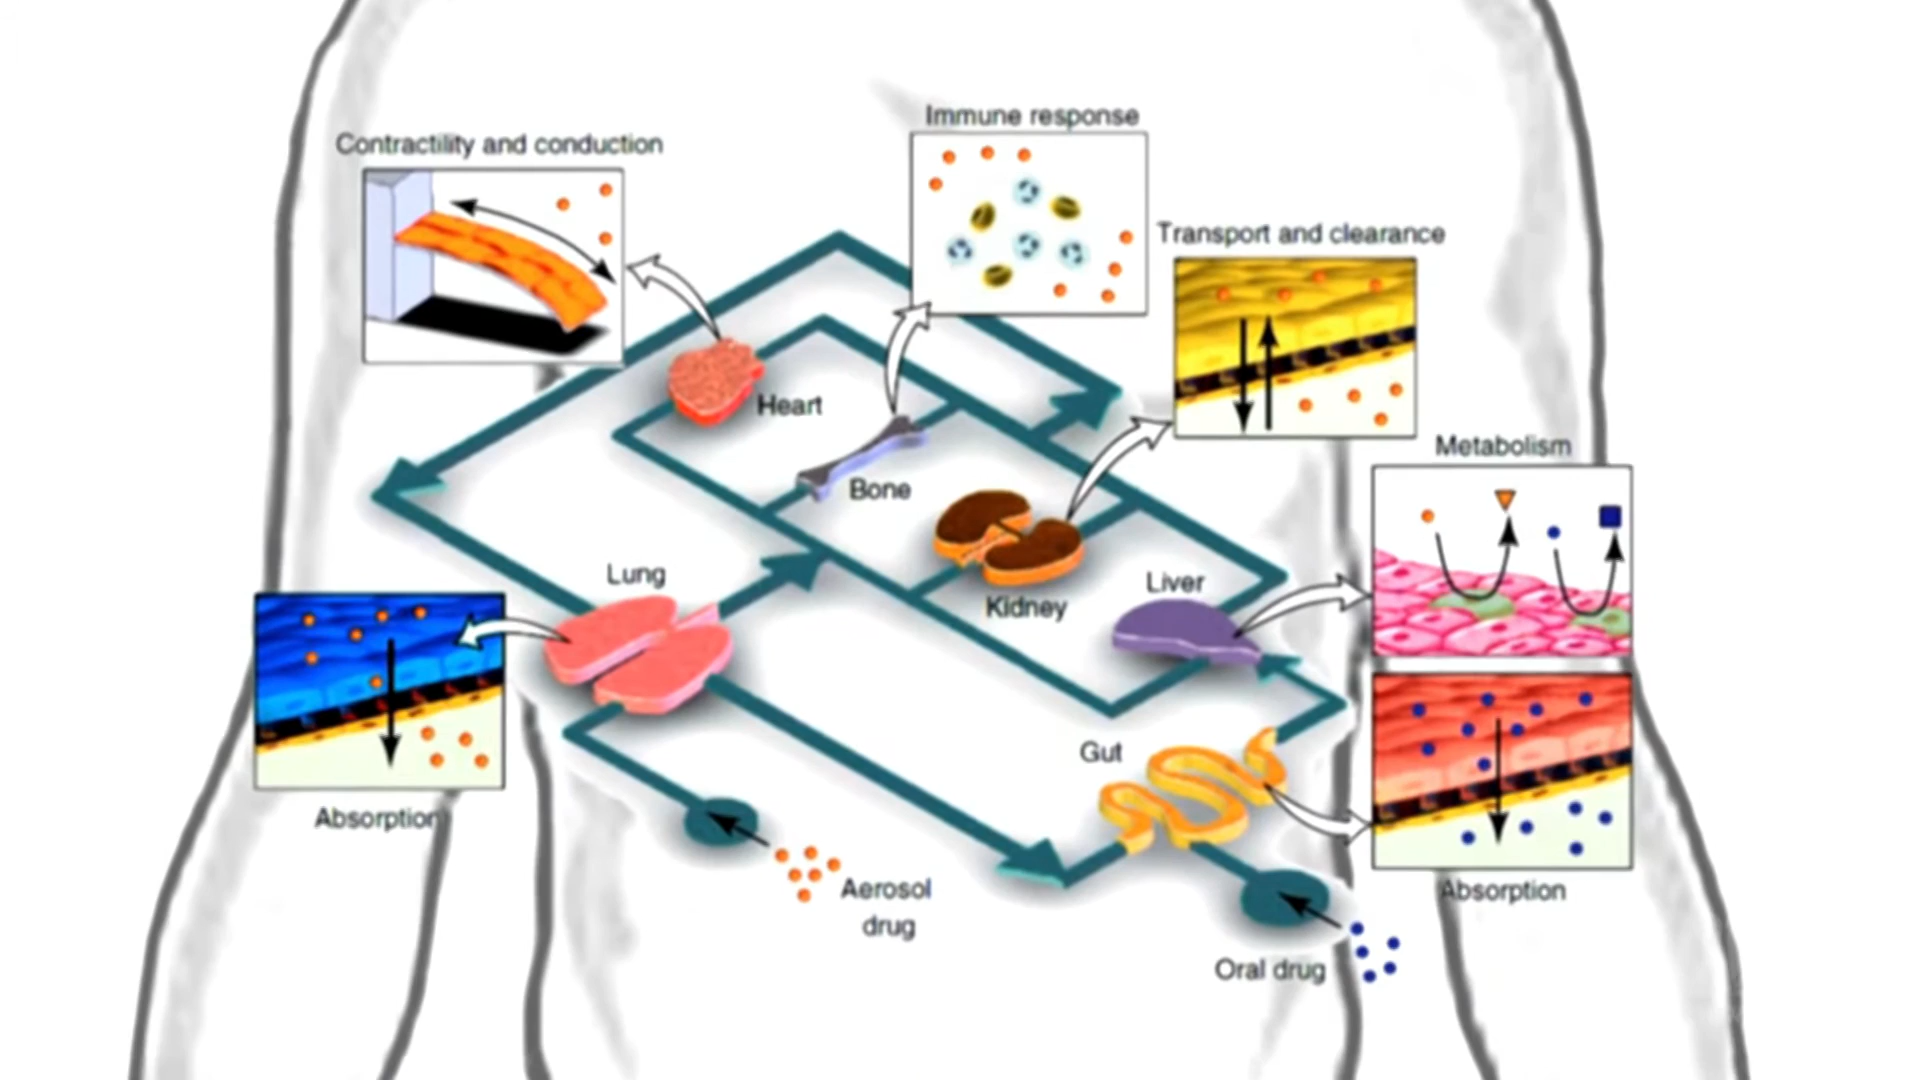 Immune response
Contractility and conduction
Transport and clearance
Heart
Metabolism
Bone
Lung
Liver
Kidney
Gut
Absorption
Aerosol
drug
Absorption
Oral drug